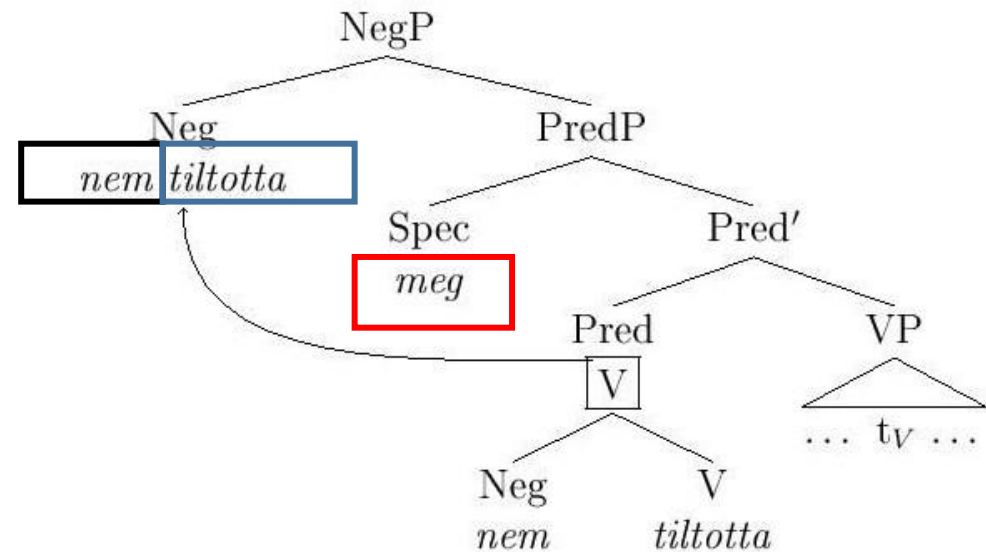 NegP
Neg PredP
nem tiltotta
Spec Pred′
meg
Pred VP
V
... t_V ...
Neg V
nem tiltotta